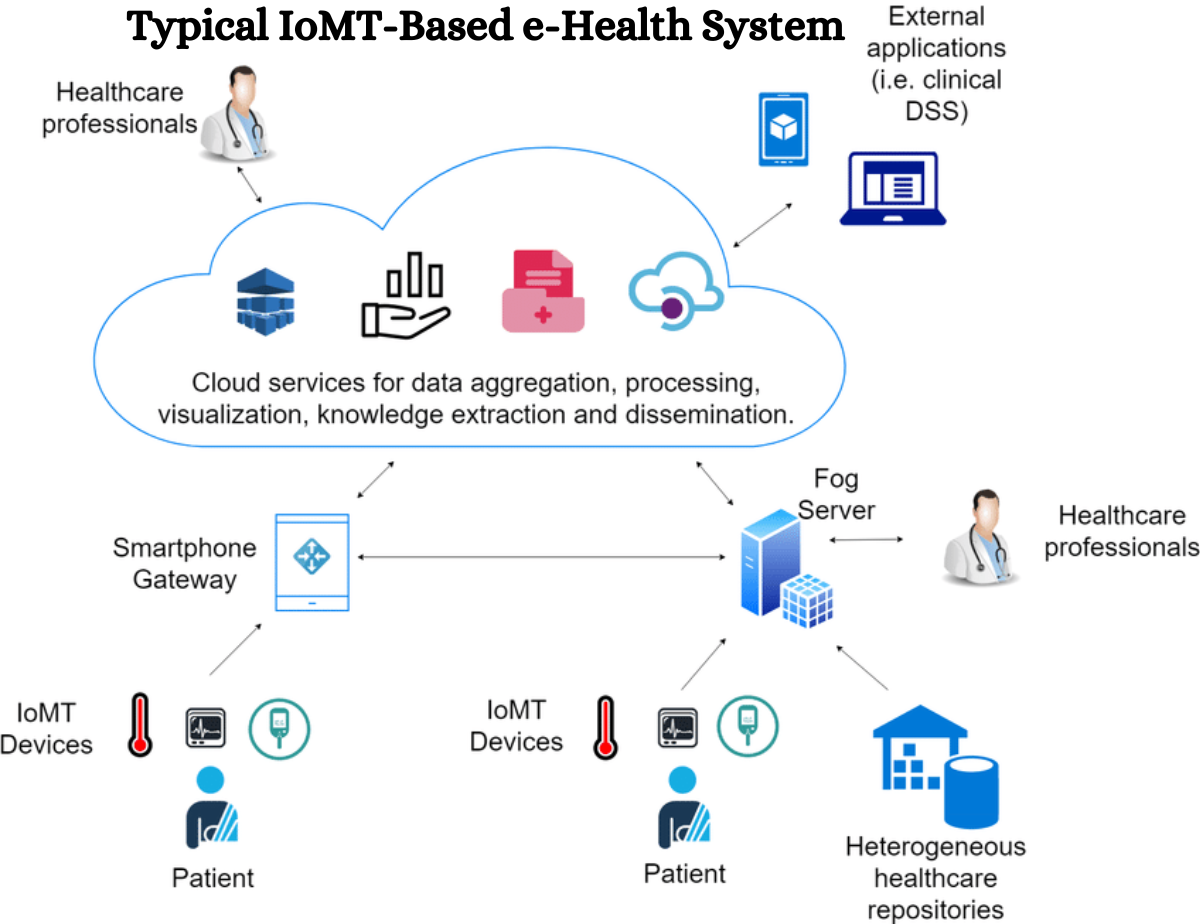 Typical IoMT-Based e-Health System
External
applications
(i.e. clinical
DSS)
Healthcare
professionals
Cloud services for data aggregation, processing,
visualization, knowledge extraction and dissemination.
Fog
Server
Smartphone
Gateway
Healthcare
professionals
IoMT
Devices
IoMT
Devices
Patient
Patient
Heterogeneous
healthcare
repositories